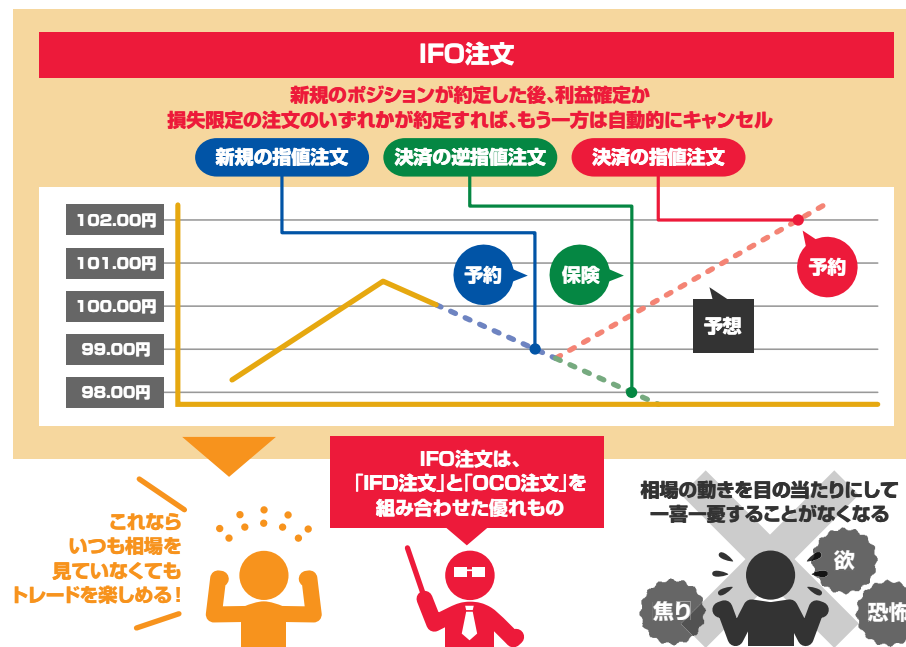 IFO注文
新規のポジションが約定した後、利益確定か
損失限定の注文のいずれかが約定すれば、もう一方は自動的にキャンセル
新規の指値注文
決済の逆指値注文
決済の指値注文
102.00円
101.00円
100.00円
99.00円
98.00円
予約
保険
予約
予想
IFO注文は、
「IFD注文」と「OCO注文」を
組み合わせた優れもの
これなら
いつも相場を
見ていなくても
トレードを楽しめる！
相場の動きを目の当たりにして
一喜一憂することがなくなる
欲
焦り
恐怖